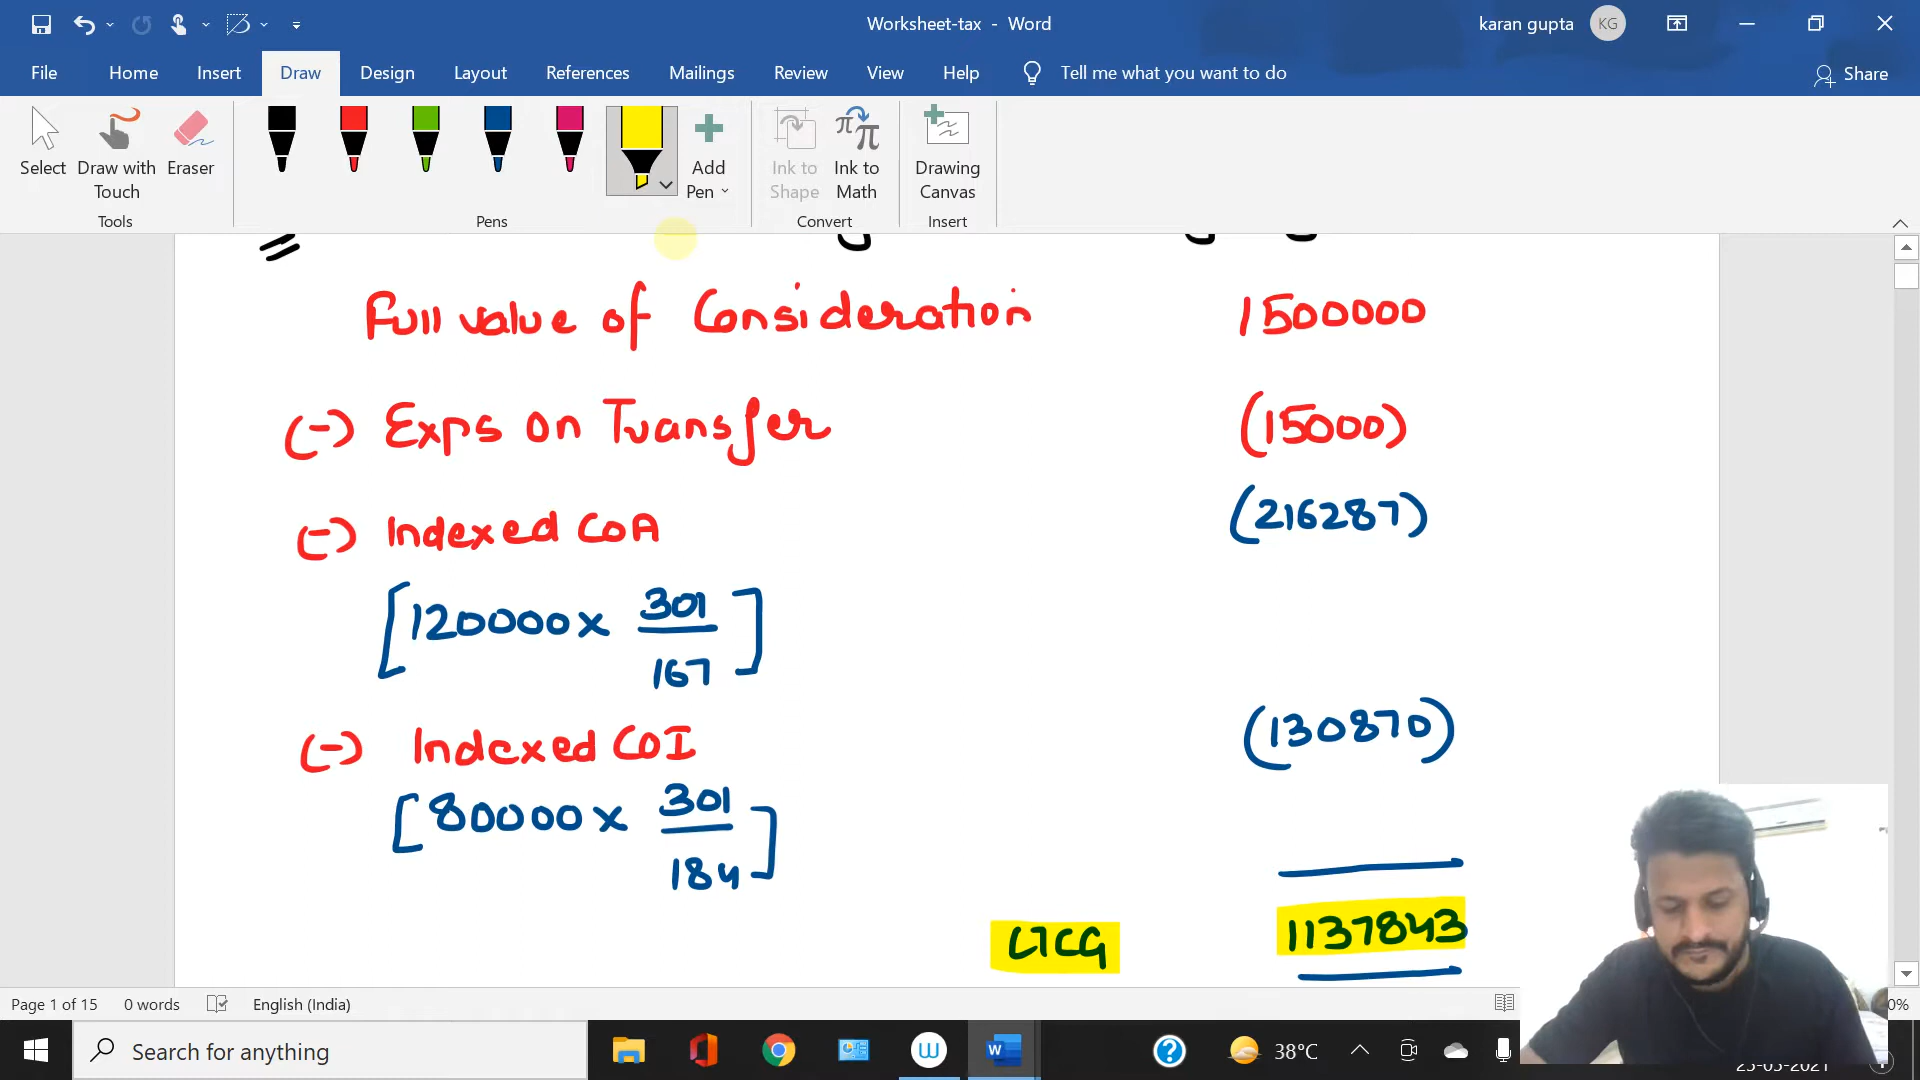 Worksheet-tax - Word
karan gupta
KG
File Home Insert Draw Design Layout References Mailings Review View Help Tell me what you want to do Share
Select
Draw with
Touch
Eraser
Add
Pen
Ink to
Shape
Ink to
Math
Drawing
Canvas
Tools Pens Convert Insert
Full value of Consideration 1500000
(-) Exps on Transfer (15000)
(-) Indexed COA (216287)
[120000 x 301/167]
(-) Indexed COI (130870)
[80000 x 301/184]
LTCG 1137843
Page 1 of 15 0 words English (India) 0%
Search for anything
38°C